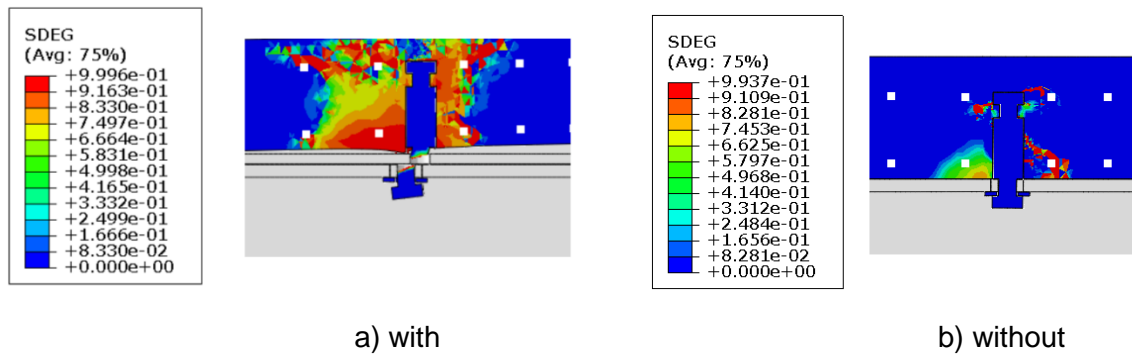 SDEG
(Avg: 75%)
+9.996e-01
+9.163e-01
+8.330e-01
+7.497e-01
+6.664e-01
+5.831e-01
+4.998e-01
+4.165e-01
+3.332e-01
+2.499e-01
+1.666e-01
+8.330e-02
+0.000e+00
a) with
SDEG
(Avg: 75%)
+9.937e-01
+9.109e-01
+8.281e-01
+7.453e-01
+6.625e-01
+5.797e-01
+4.968e-01
+4.140e-01
+3.312e-01
+2.484e-01
+1.656e-01
+8.281e-02
+0.000e+00
b) without